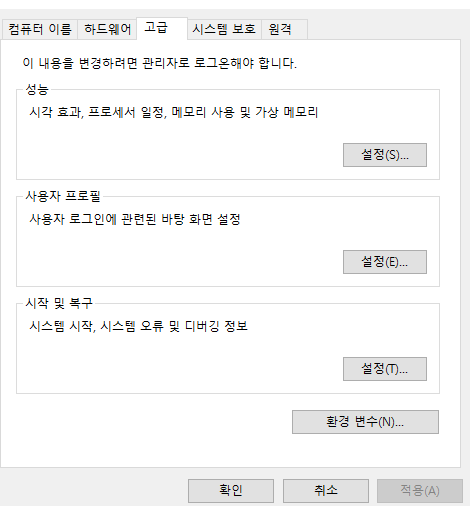 컴퓨터 이름 하드웨어 고급 시스템 보호 원격
이 내용을 변경하려면 관리자로 로그온해야 합니다.
성능
시각 효과, 프로세서 일정, 메모리 사용 및 가상 메모리
설정(S)...
사용자 프로필
사용자 로그인에 관련된 바탕 화면 설정
설정(E)...
시작 및 복구
시스템 시작, 시스템 오류 및 디버깅 정보
설정(T)...
환경 변수(N)...
확인 취소 적용(A)